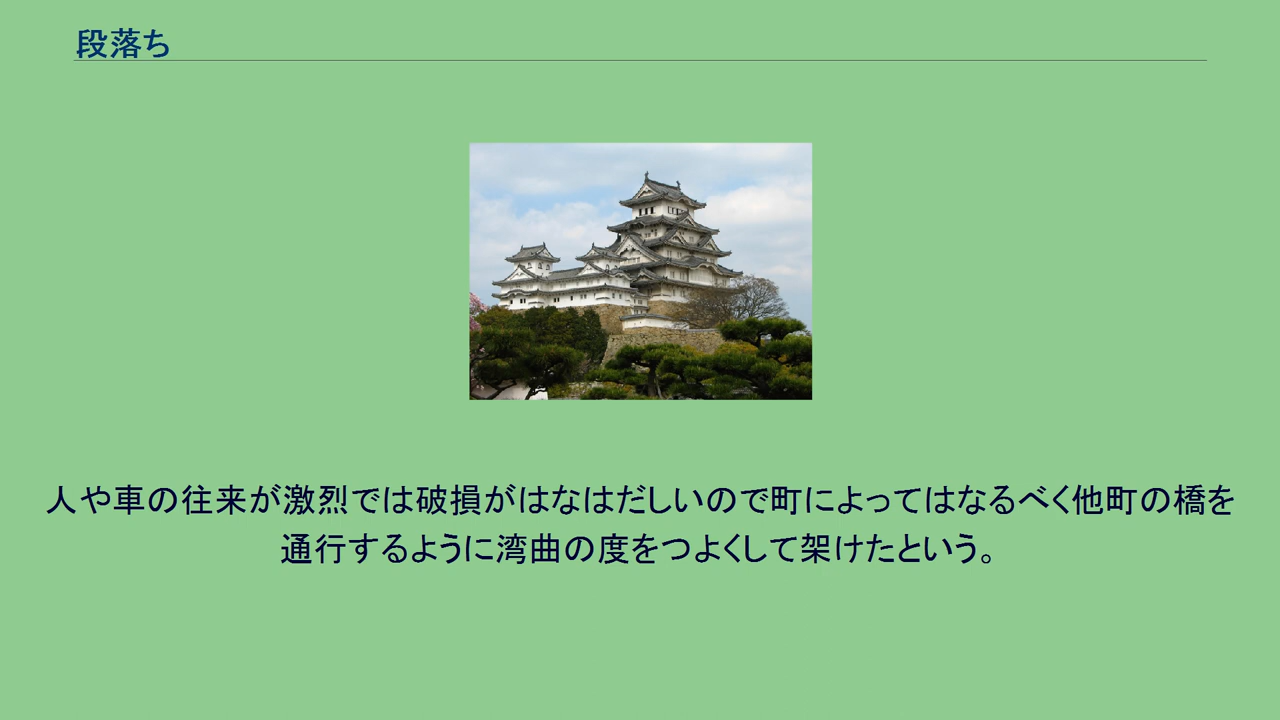 段落ち
人や車の往来が激烈では破損がはなはだしいので町によってはなるべく他町の橋を
通行するように湾曲の度をつよくして架けたという。